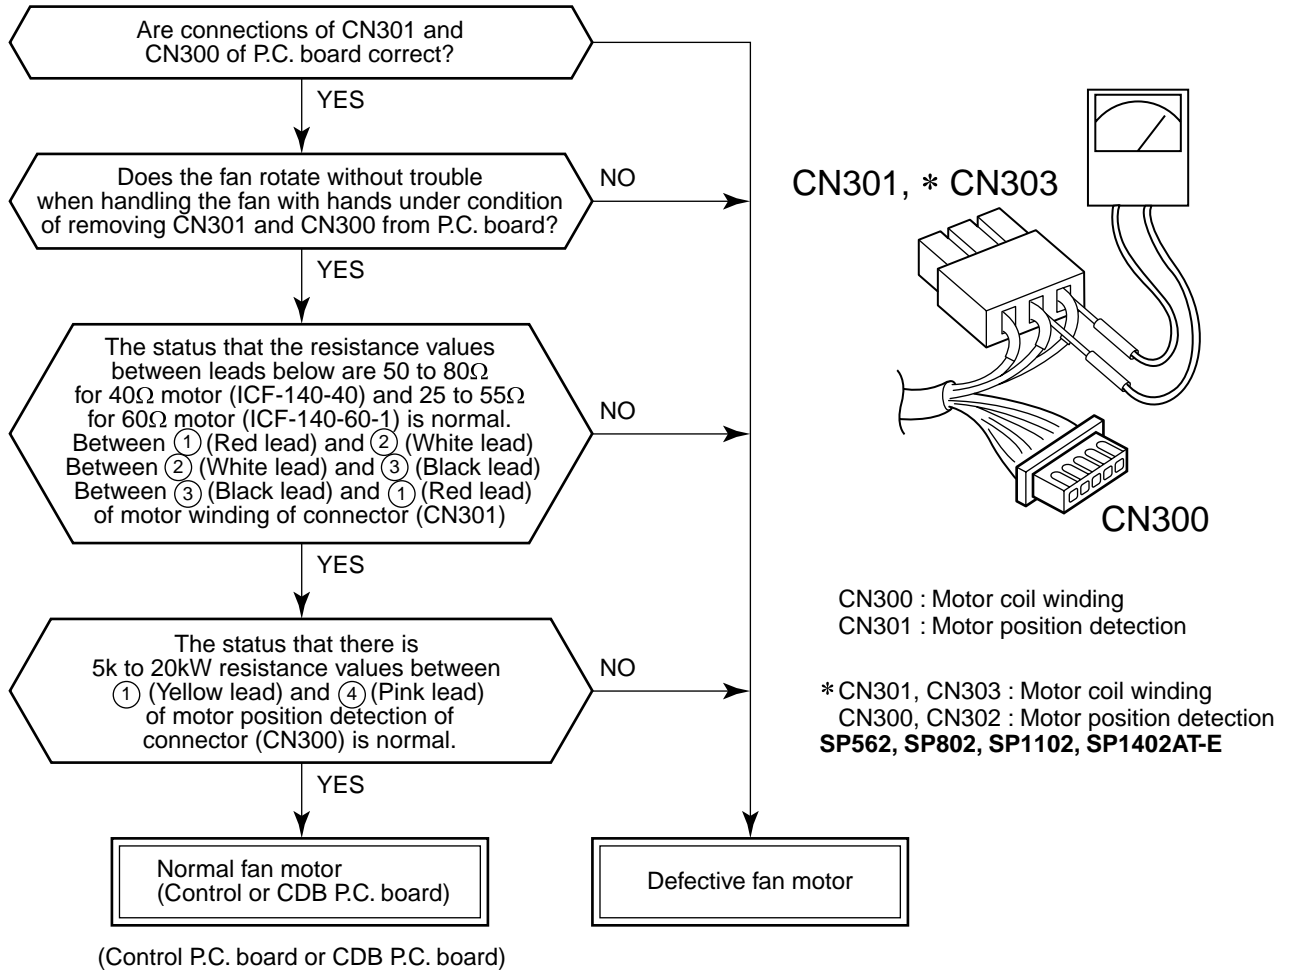 Are connections of CN301 and
CN300 of P.C. board correct?
YES
Does the fan rotate without trouble
when handling the fan with hands under condition
of removing CN301 and CN300 from P.C. board?
NO
YES
The status that the resistance values
between leads below are 50 to 80Ω
for 40Ω motor (ICF-140-40) and 25 to 55Ω
for 60Ω motor (ICF-140-60-1) is normal.
Between ① (Red lead) and ② (White lead)
Between ② (White lead) and ③ (Black lead)
Between ③ (Black lead) and ① (Red lead)
of motor winding of connector (CN301)
NO
YES
The status that there is
5k to 20kW resistance values between
① (Yellow lead) and ④ (Pink lead)
of motor position detection of
connector (CN300) is normal.
NO
YES
Normal fan motor
(Control or CDB P.C. board)
Defective fan motor
(Control P.C. board or CDB P.C. board)
CN301, * CN303
CN300
CN300 : Motor coil winding
CN301 : Motor position detection
* CN301, CN303 : Motor coil winding
CN300, CN302 : Motor position detection
SP562, SP802, SP1102, SP1402AT-E